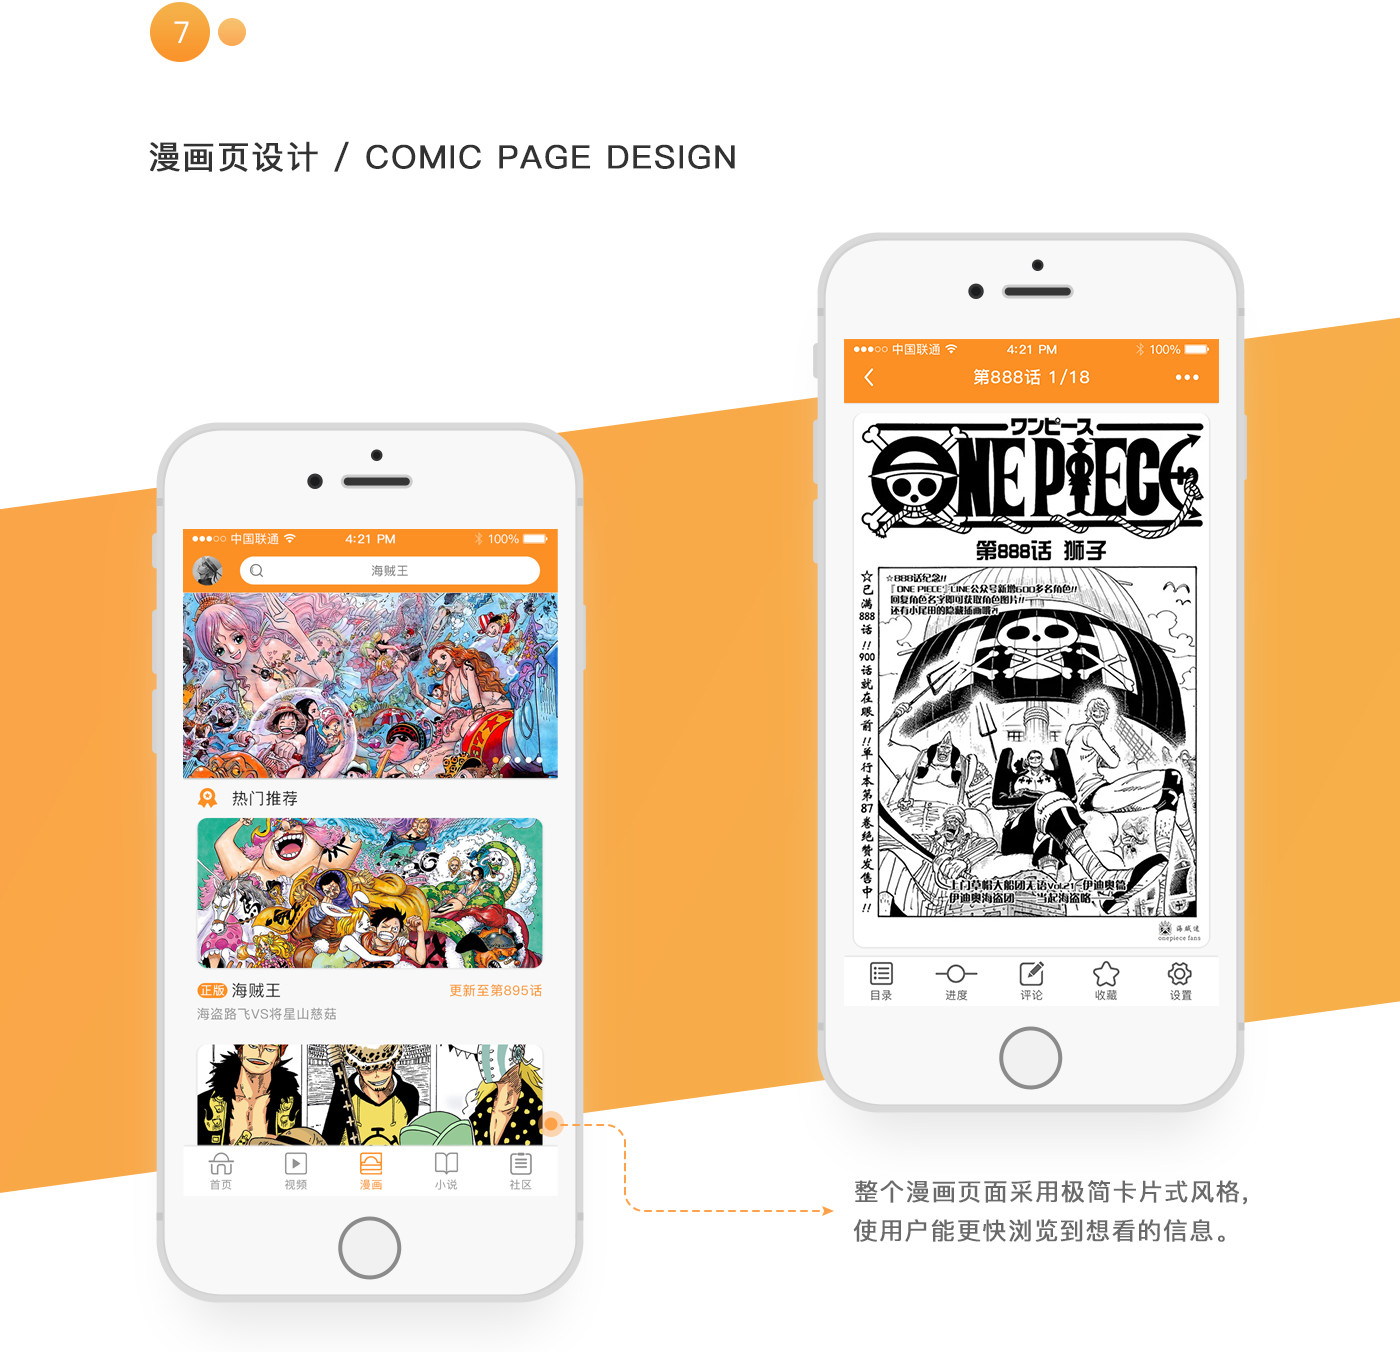 7
漫画页设计 / COMIC PAGE DESIGN
中国联通 4:21 PM 100%
第888话 1/18
ワンピース
ONE PIECE
第888话 狮子
☆888话纪念!!
『ONE PIECE』LINE公众号新增600多名角色!!
回复角色名字即可获取角色图片!!
还有小尾田的隐藏插画哦?!
☆已满888话!!900话就在眼前!!单行本第87卷绝赞发售中!!
上门草帽大船团无语Vol.21 伊迪奥篇
伊迪奥海盗团 当起海盗咯
海贼迷
onepiece fans
目录 进度 评论 收藏 设置
中国联通 4:21 PM 100%
海贼王
热门推荐
正版 海贼王 更新至第895话
海盗路飞VS将星山慈菇
首页 视频 漫画 小说 社区
整个漫画页面采用极简卡片式风格,
使用户能更快浏览到想看的信息。